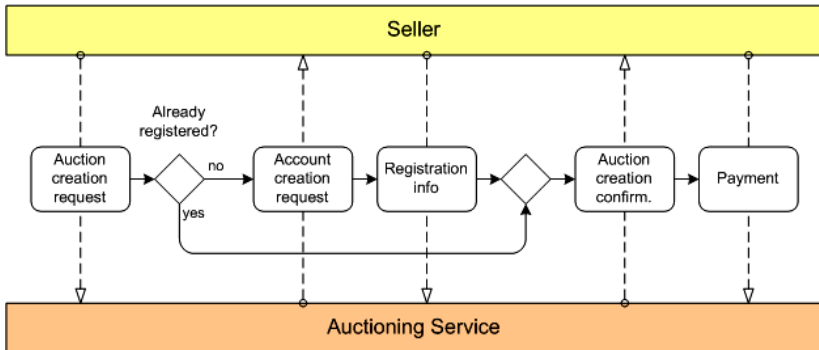 Seller
Already
registered?
Auction
creation
request
no
yes
Account
creation
request
Registration
info
Auction
creation
confirm.
Payment
Auctioning Service